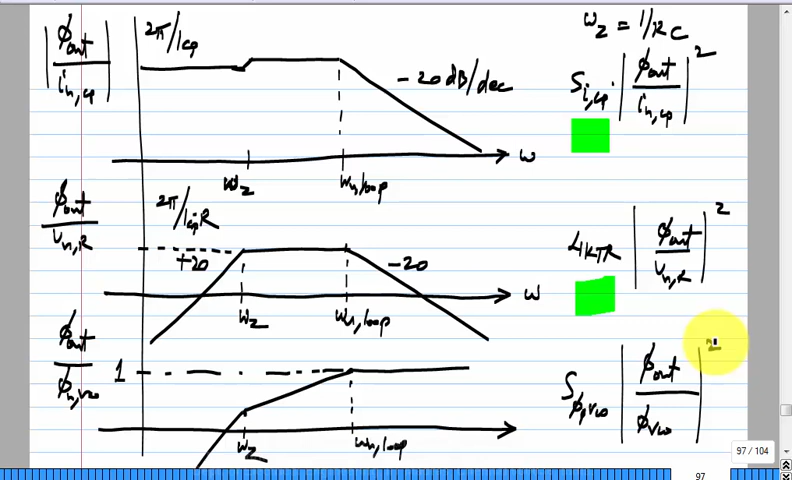 |ϕout / in,cp|
2π/Icp
-20 dB/dec
ωz
ωu,loop
ω
ωz = 1/RC
Si,cp · |ϕout / in,cp|²
ϕout / vn,R
2π/IcpR
+20
-20
ωz
ωu,loop
ω
4kTR |ϕout / vn,R|²
ϕout / ϕn,vco
1
ωz
ωu,loop
Sϕ,vco |ϕout / ϕvco|²
97 / 104
97